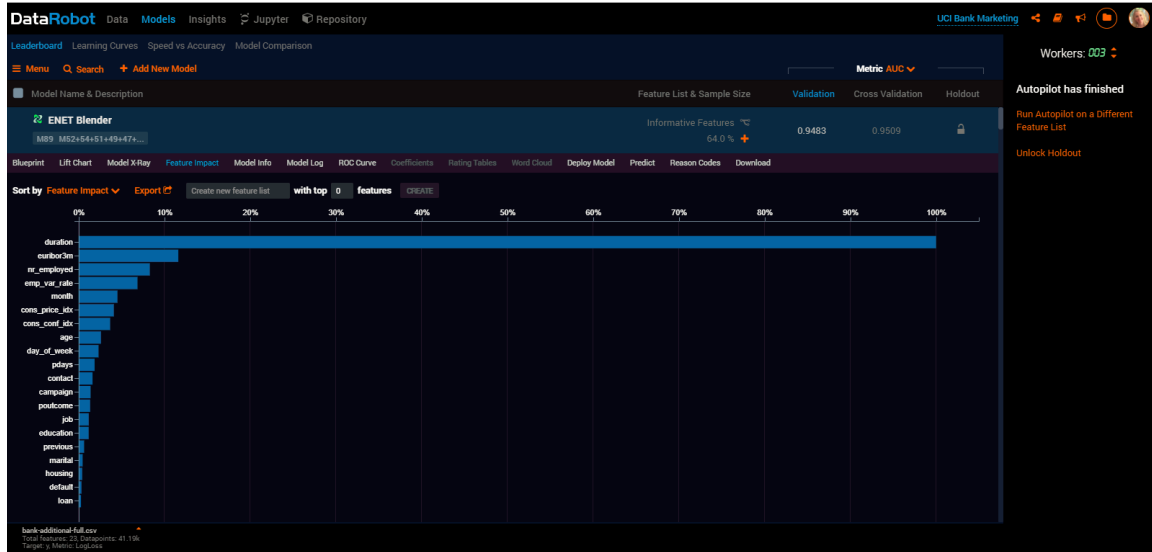 DataRobot Data Models Insights Jupyter Repository UCI Bank Marketing
Leaderboard Learning Curves Speed vs Accuracy Model Comparison
Workers: 003
Menu Search + Add New Model Metric AUC
Model Name & Description Feature List & Sample Size Validation Cross Validation Holdout
Autopilot has finished
ENET Blender Informative Features
M89 M52+54+51+49+47+... 64.0 % + 0.9483 0.9509
Run Autopilot on a Different
Feature List
Unlock Holdout
Blueprint Lift Chart Model X-Ray Feature Impact Model Info Model Log ROC Curve Coefficients Rating Tables Word Cloud Deploy Model Predict Reason Codes Download
Sort by Feature Impact Export Create new feature list with top 0 features CREATE
0% 10% 20% 30% 40% 50% 60% 70% 80% 90% 100%
duration
euribor3m
nr_employed
emp_var_rate
month
cons_price_idx
cons_conf_idx
age
day_of_week
pdays
contact
campaign
poutcome
job
education
previous
marital
housing
default
loan
bank-additional-full.csv
Total features: 23, Datapoints: 41.19k
Target: y, Metric: LogLoss